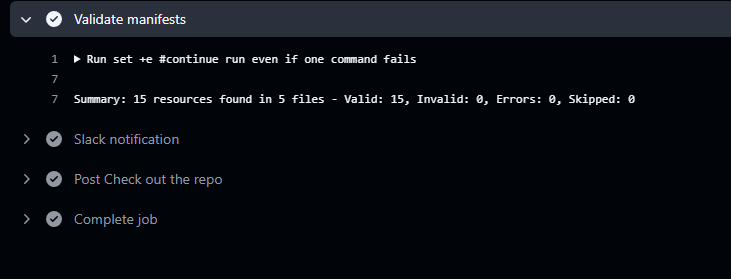 Validate manifests
1 Run set +e #continue run even if one command fails
7
7 Summary: 15 resources found in 5 files - Valid: 15, Invalid: 0, Errors: 0, Skipped: 0
Slack notification
Post Check out the repo
Complete job